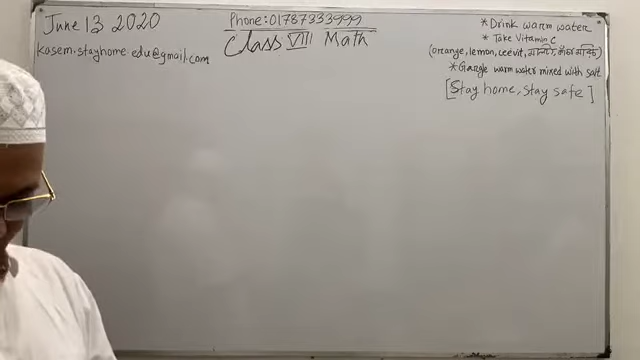 June 13 2020
kasem.stayhome.edu@gmail.com
Phone: 01787333999
Class VIII Math
* Drink warm water
* Take Vitamin C
(orange, lemon, ceevit,
* Gargle warm water mixed with salt
[Stay home, stay safe]